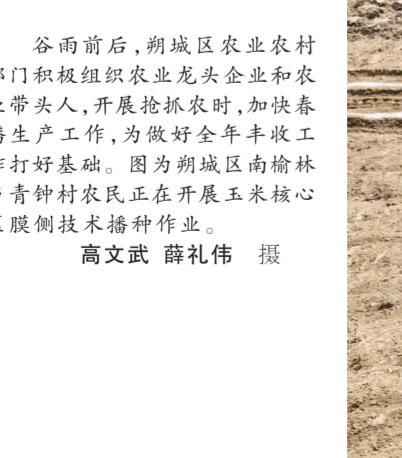 谷雨前后，朔城区农业农村
部门积极组织农业龙头企业和农
业带头人，开展抢抓农时，加快春
播生产工作，为做好全年丰收工
作打好基础。图为朔城区南榆林
乡青钟村农民正在开展玉米核心
区膜侧技术播种作业。
高文武 薛礼伟 摄